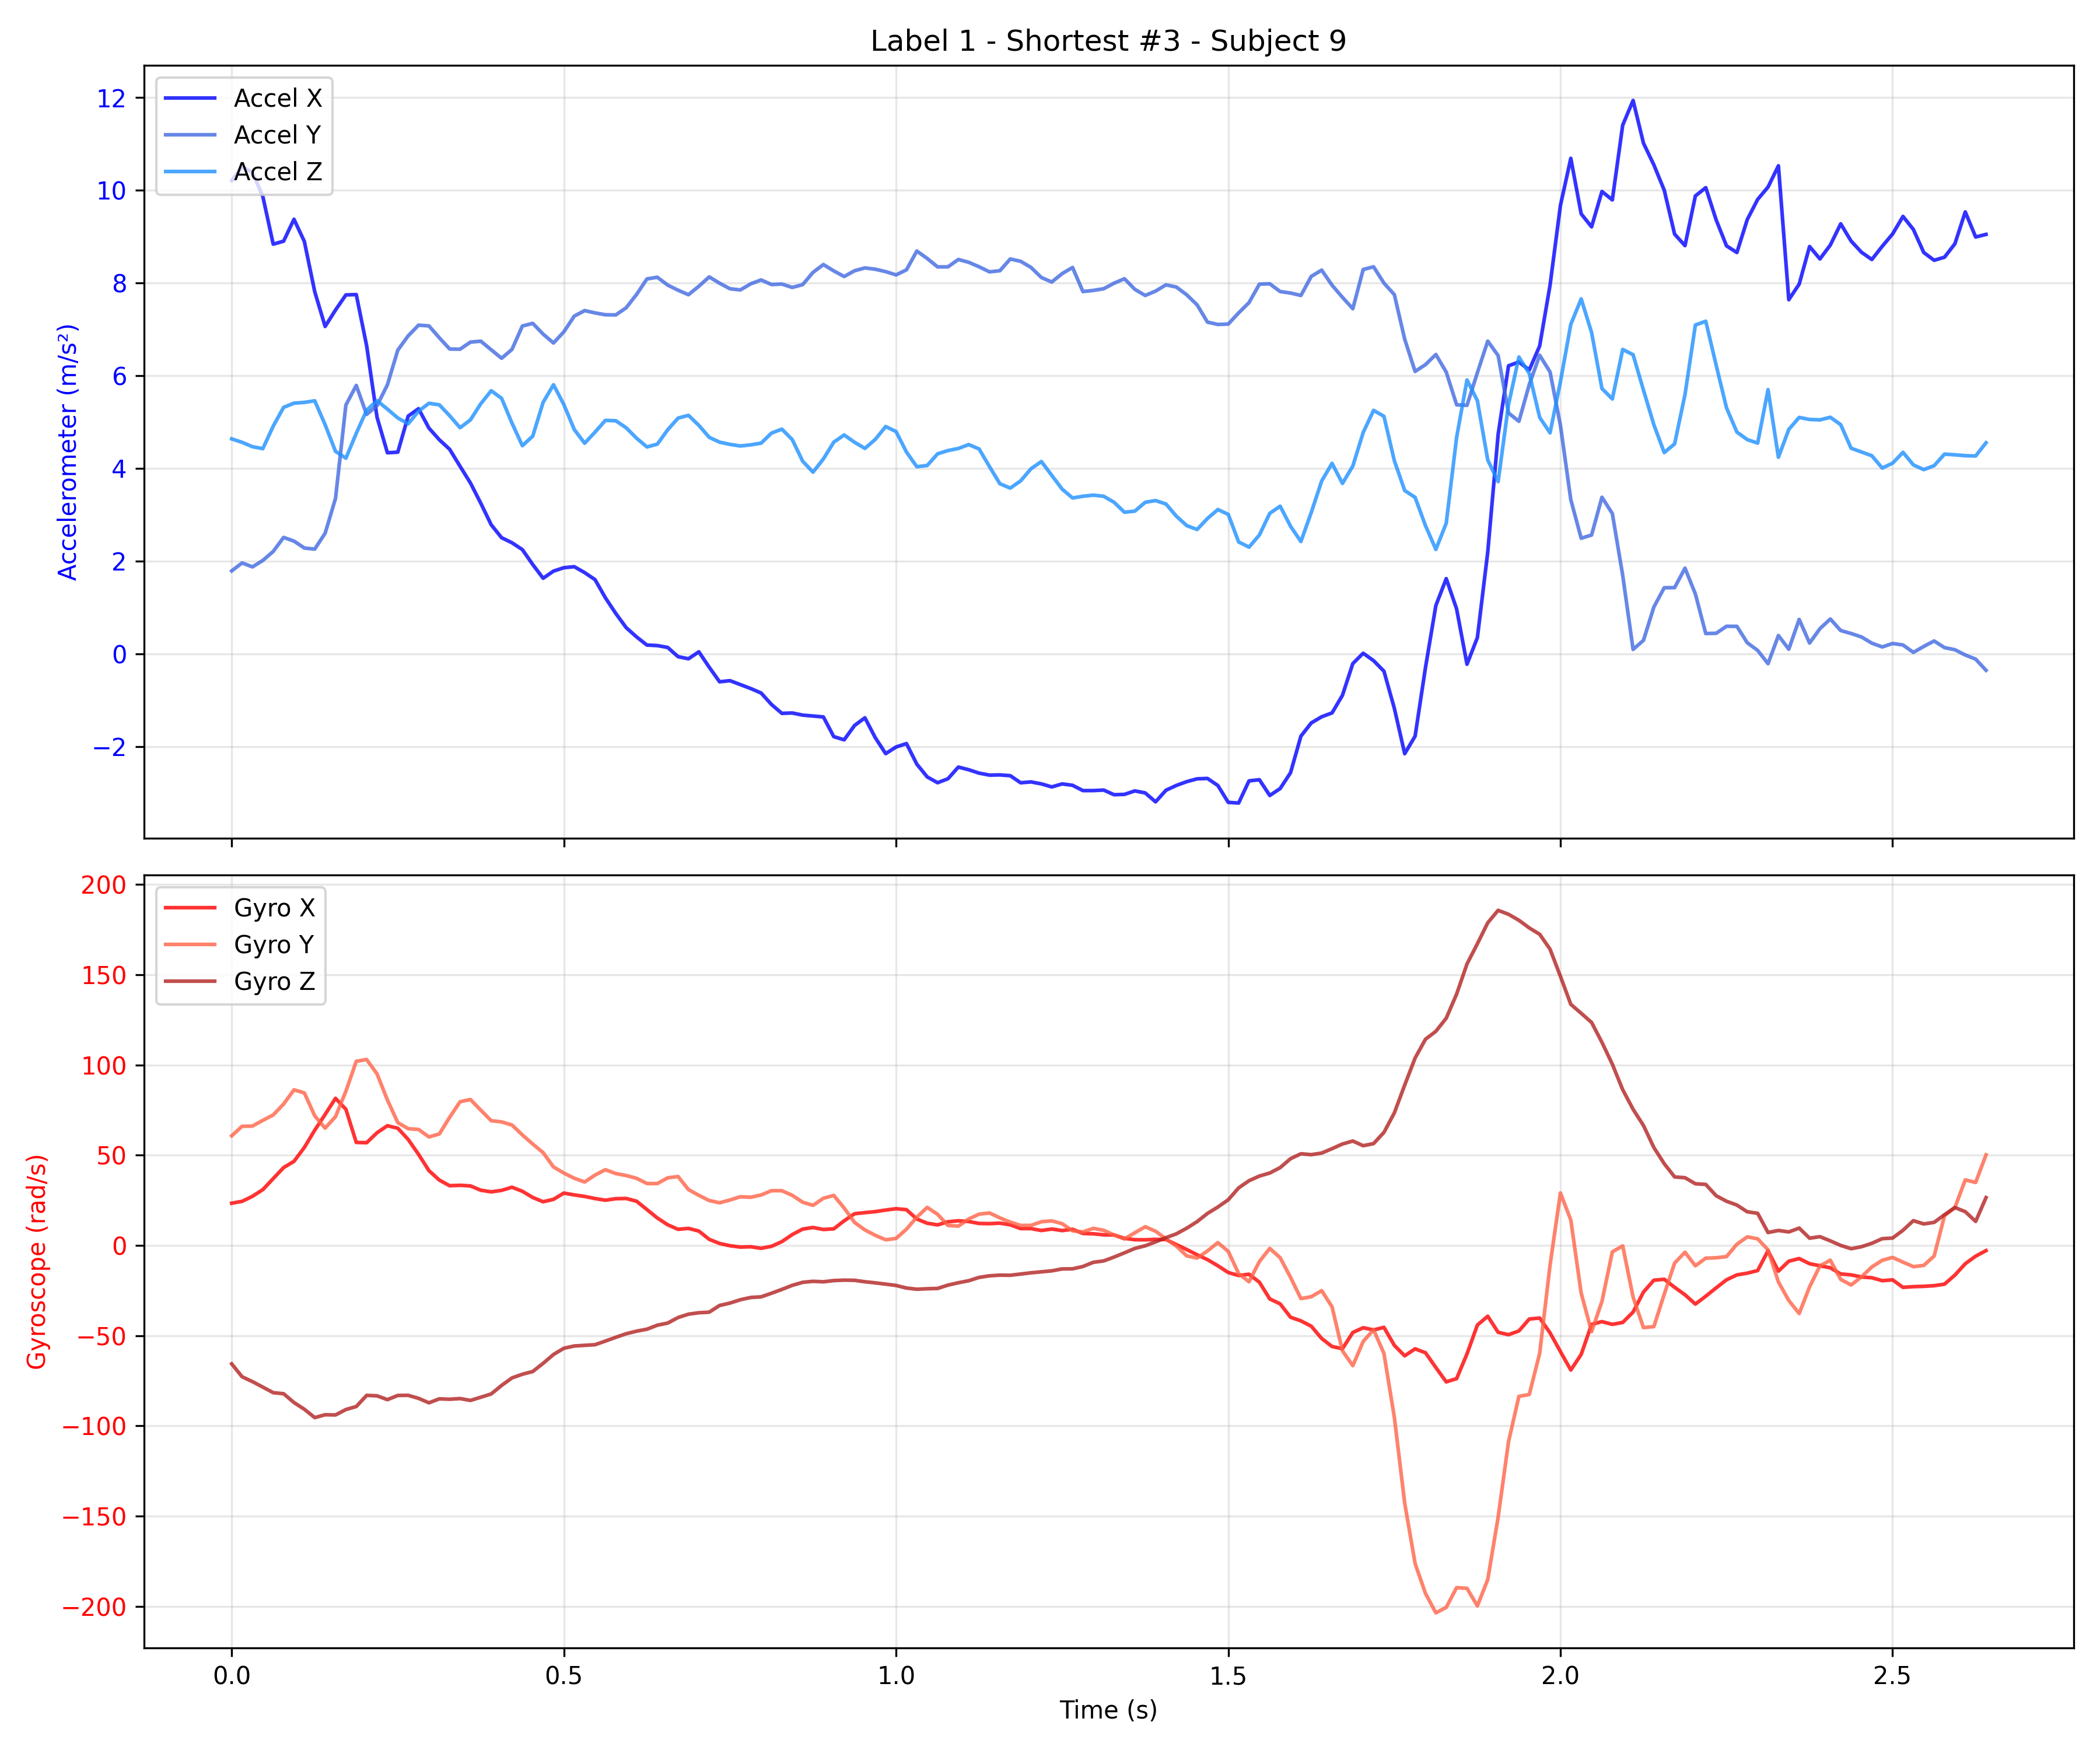 Label 1 - Shortest #3 - Subject 9
Accel X
Accel Y
Accel Z
12
10
8
6
4
2
0
−2
Accelerometer (m/s²)
Gyro X
Gyro Y
Gyro Z
200
150
100
50
0
−50
−100
−150
−200
Gyroscope (rad/s)
0.0 0.5 1.0 1.5 2.0 2.5
Time (s)